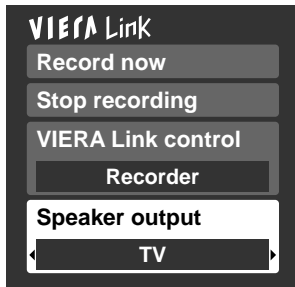 VIERA Link
Record now
Stop recording
VIERA Link control
Recorder
Speaker output
TV